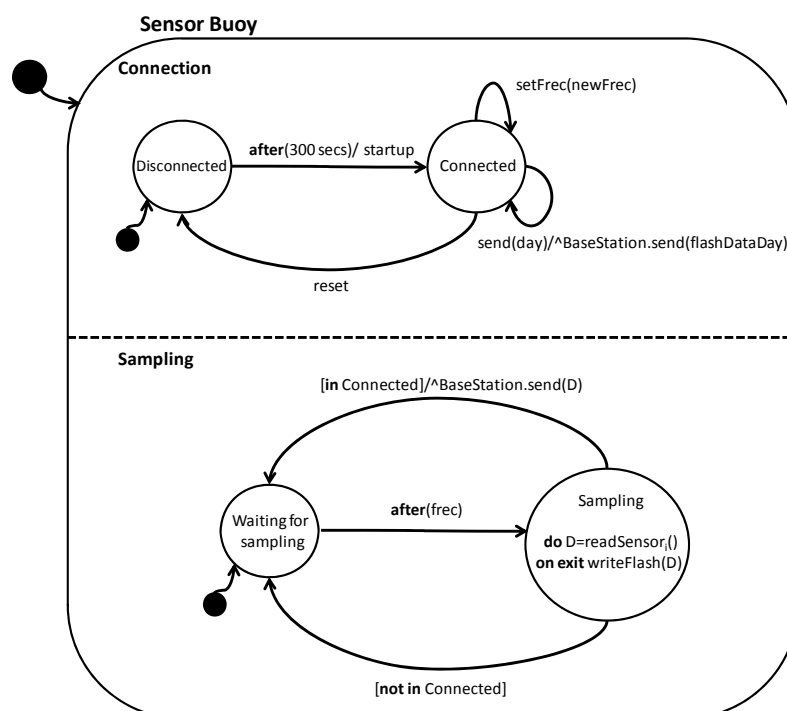 Sensor Buoy
Connection
setFrec(newFrec)
after(300 secs)/ startup
Disconnected
Connected
send(day)/^BaseStation.send(flashDataDay)
reset
Sampling
[in Connected]/^BaseStation.send(D)
Waiting for
sampling
after(frec)
Sampling
do D=readSensorᵢ()
on exit writeFlash(D)
[not in Connected]